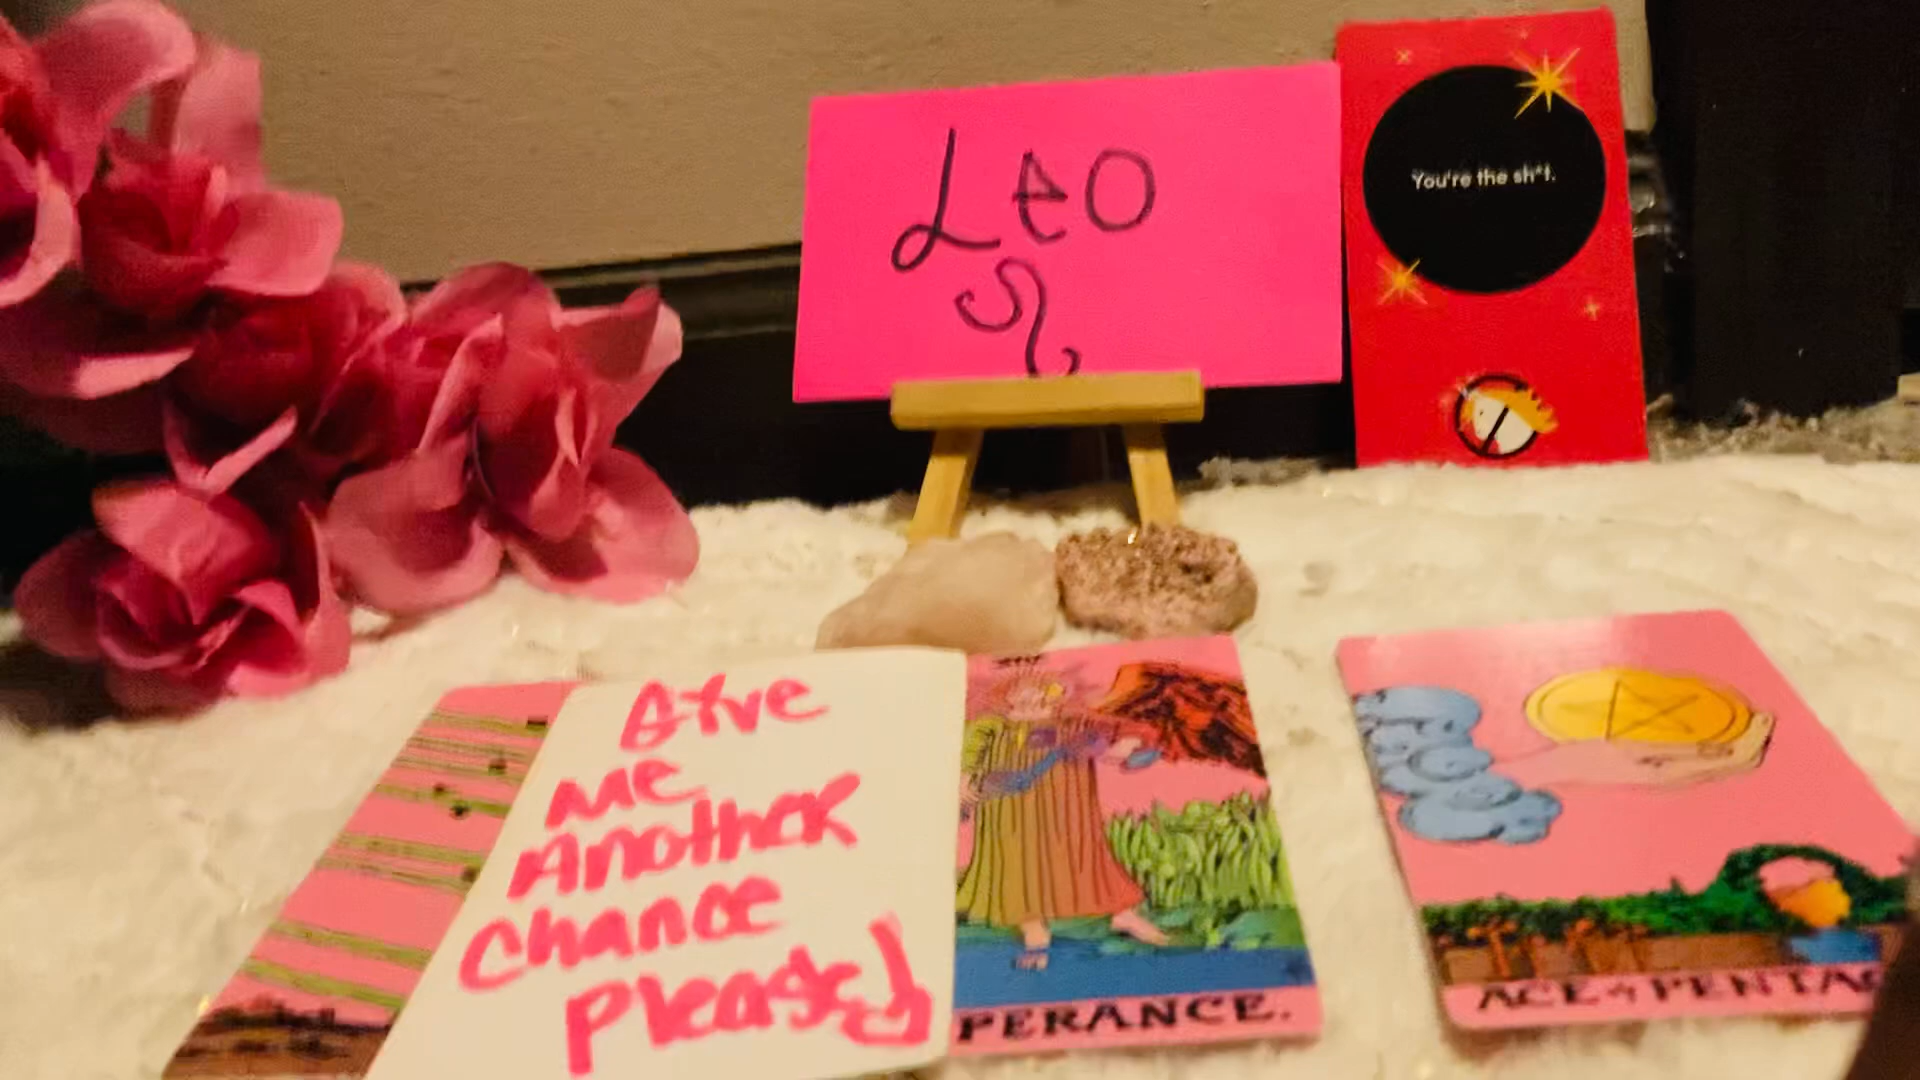 Leo
You're the sh*t.
Give
me
Another
chance
please
PERANCE.
ACE of PENTAC